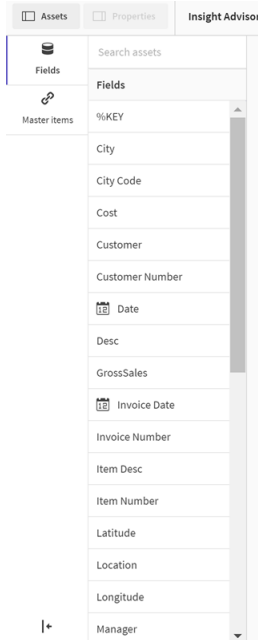 Assets
Properties
Insight Advisor
Search assets
Fields
Fields
%KEY
Master items
City
City Code
Cost
Customer
Customer Number
Date
Desc
GrossSales
Invoice Date
Invoice Number
Item Desc
Item Number
Latitude
Location
Longitude
Manager